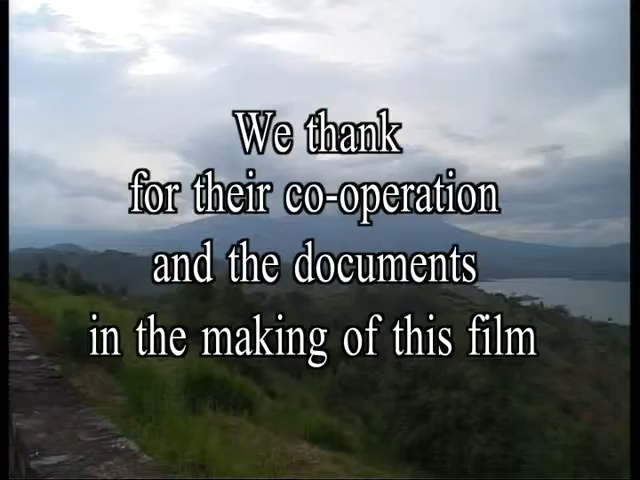 We thank
for their co-operation
and the documents
in the making of this film